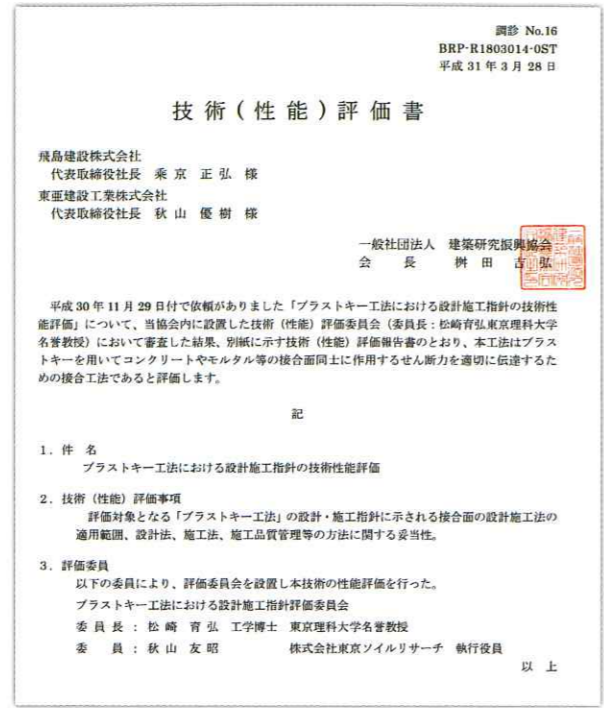 調診 No.16
BRP-R1803014-0ST
平成 31 年 3 月 28 日
技 術 ( 性 能 ) 評 価 書
飛島建設株式会社
代表取締役社長 乘 京 正 弘 様
東亜建設工業株式会社
代表取締役社長 秋 山 優 樹 様
一般社団法人 建築研究振興協会
会 長 桝 田 吉 弘
平成 30 年 11 月 29 日付で依頼がありました「ブラストキー工法における設計施工指針の技術性
能評価」について、当協会内に設置した技術（性能）評価委員会（委員長：松崎育弘東京理科大学
名誉教授）において審査した結果、別紙に示す技術（性能）評価報告書のとおり、本工法はブラス
トキーを用いてコンクリートやモルタル等の接合面同士に作用するせん断力を適切に伝達するた
めの接合工法であると評価します。
記
1．件 名
ブラストキー工法における設計施工指針の技術性能評価
2．技術（性能）評価事項
評価対象となる「ブラストキー工法」の設計・施工指針に示される接合面の設計施工法の
適用範囲、設計法、施工法、施工品質管理等の方法に関する妥当性。
3．評価委員
以下の委員により、評価委員会を設置し本技術の性能評価を行った。
ブラストキー工法における設計施工指針評価委員会
委 員 長 ： 松 崎 育 弘 工学博士 東京理科大学名誉教授
委 員 ： 秋 山 友 昭 株式会社東京ソイルリサーチ 執行役員
以 上